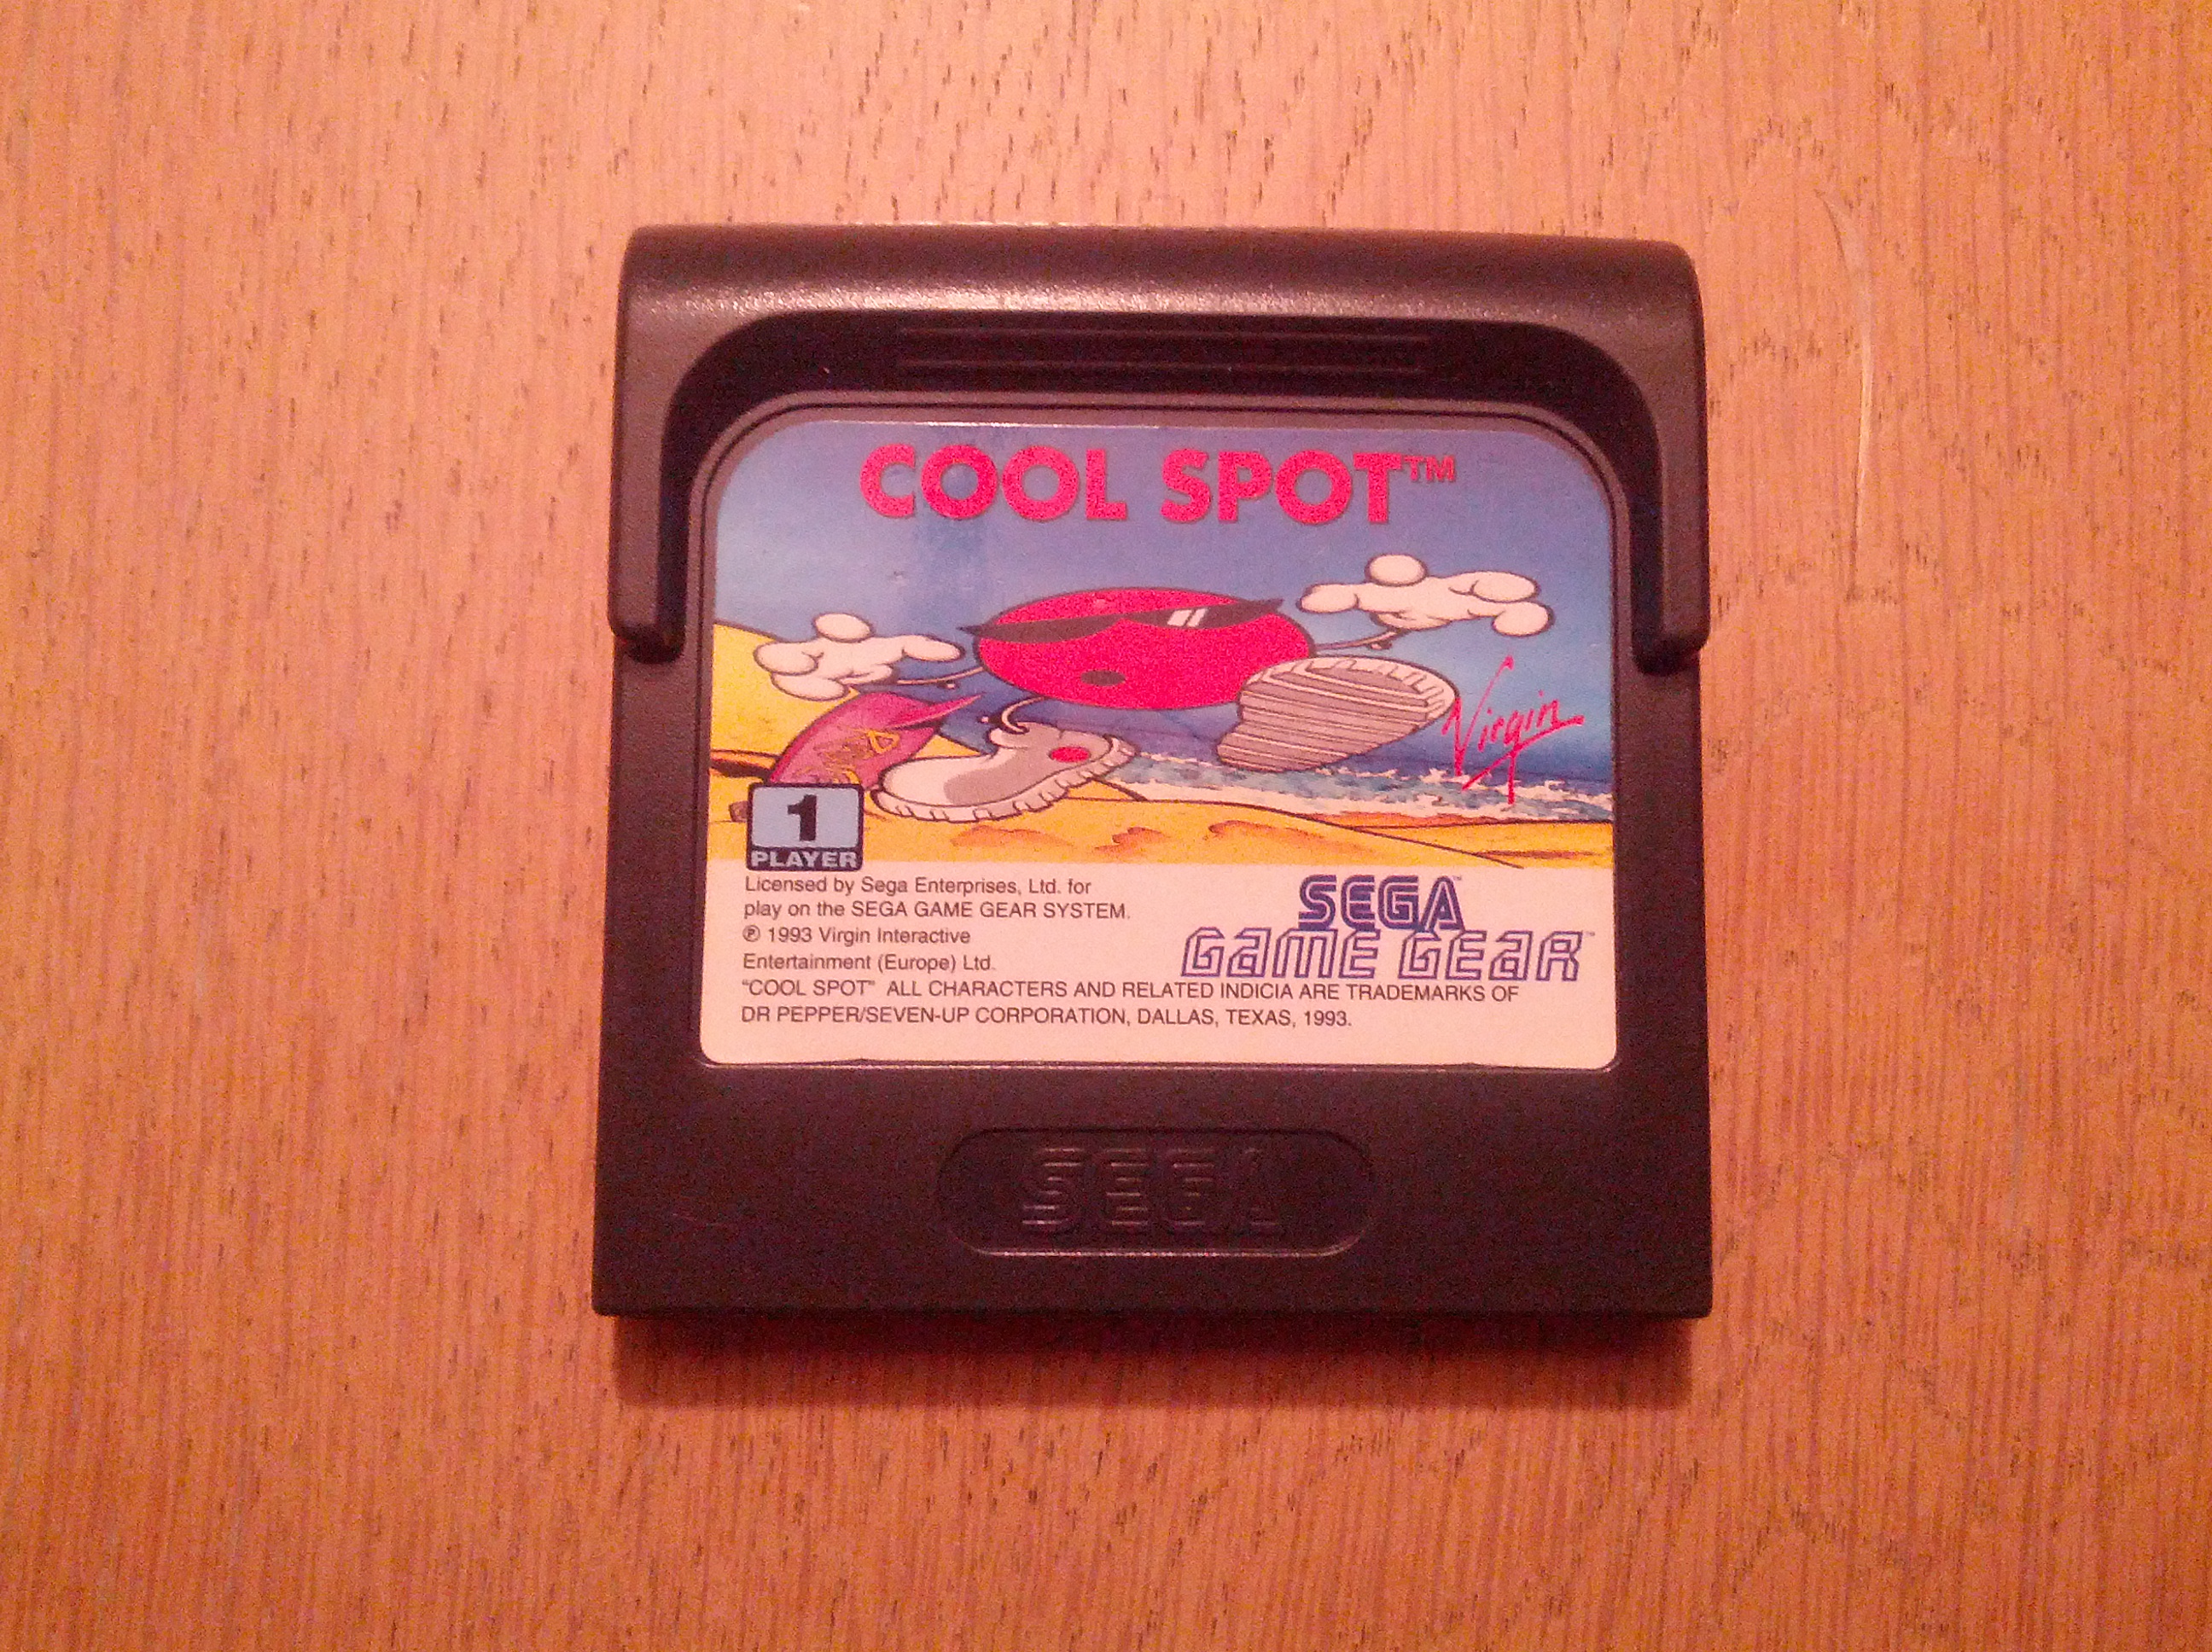 COOL SPOT™
Virgin
1
PLAYER
Licensed by Sega Enterprises, Ltd. for
play on the SEGA GAME GEAR SYSTEM.
℗ 1993 Virgin Interactive
Entertainment (Europe) Ltd.
SEGA™
GAME GEAR™
"COOL SPOT" ALL CHARACTERS AND RELATED INDICIA ARE TRADEMARKS OF
DR PEPPER/SEVEN-UP CORPORATION, DALLAS, TEXAS, 1993.
SEGA